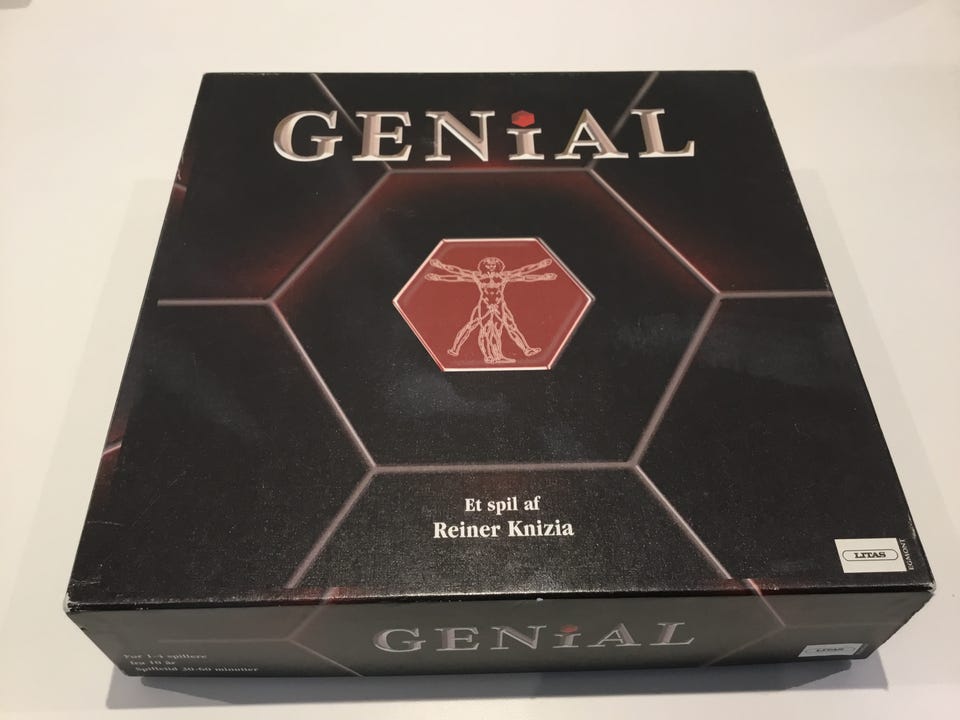 GENiAL
Et spil af
Reiner Knizia
LITAS
EGMONT
GENiAL
For 1-4 spillere
fra 10 år
Spilletid 30-60 minutter
LITAS